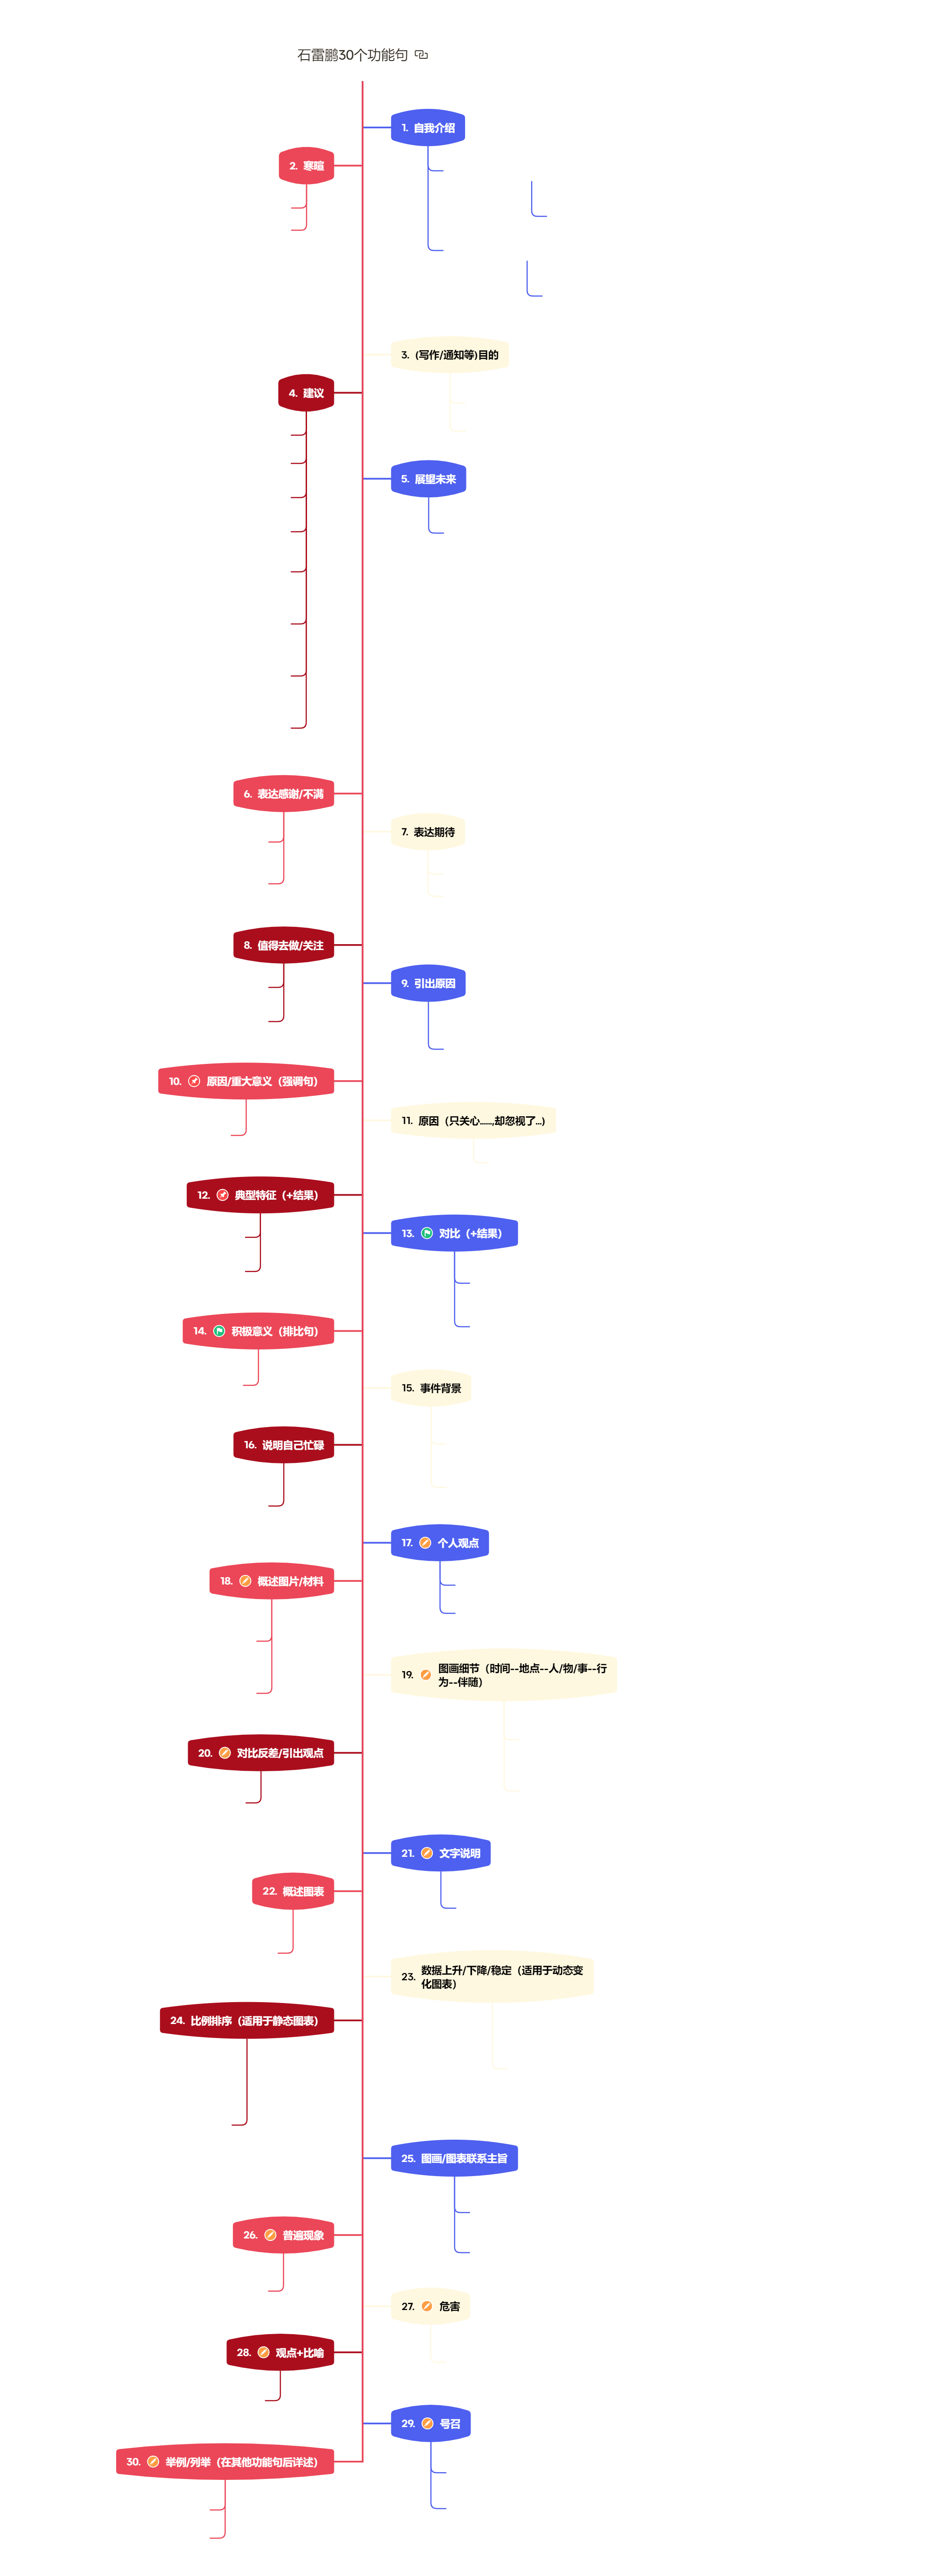 石雷鹏30个功能句
1. 自我介绍
2. 寒暄
3. (写作/通知等)目的
4. 建议
5. 展望未来
6. 表达感谢/不满
7. 表达期待
8. 值得去做/关注
9. 引出原因
10. 原因/重大意义（强调句）
11. 原因（只关心......,却忽视了...)
12. 典型特征（+结果）
13. 对比（+结果）
14. 积极意义（排比句）
15. 事件背景
16. 说明自己忙碌
17. 个人观点
18. 概述图片/材料
19. 图画细节（时间--地点--人/物/事--行
为--伴随）
20. 对比反差/引出观点
21. 文字说明
22. 概述图表
23. 数据上升/下降/稳定（适用于动态变
化图表）
24. 比例排序（适用于静态图表）
25. 图画/图表联系主旨
26. 普遍现象
27. 危害
28. 观点+比喻
29. 号召
30. 举例/列举（在其他功能句后详述）